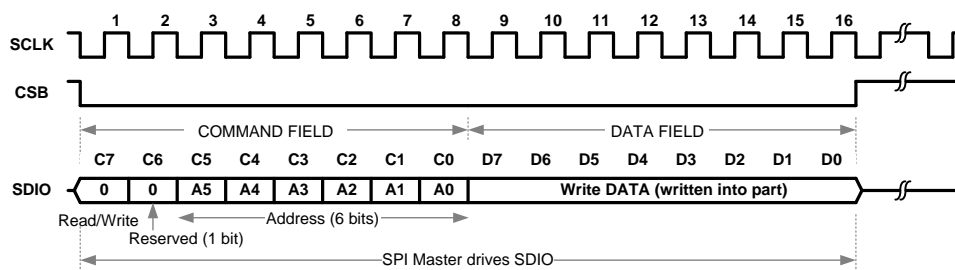 1 2 3 4 5 6 7 8 9 10 11 12 13 14 15 16
SCLK
CSB
COMMAND FIELD DATA FIELD
C7 C6 C5 C4 C3 C2 C1 C0 D7 D6 D5 D4 D3 D2 D1 D0
SDIO 0 0 A5 A4 A3 A2 A1 A0 Write DATA (written into part)
Read/Write Address (6 bits)
Reserved (1 bit)
SPI Master drives SDIO